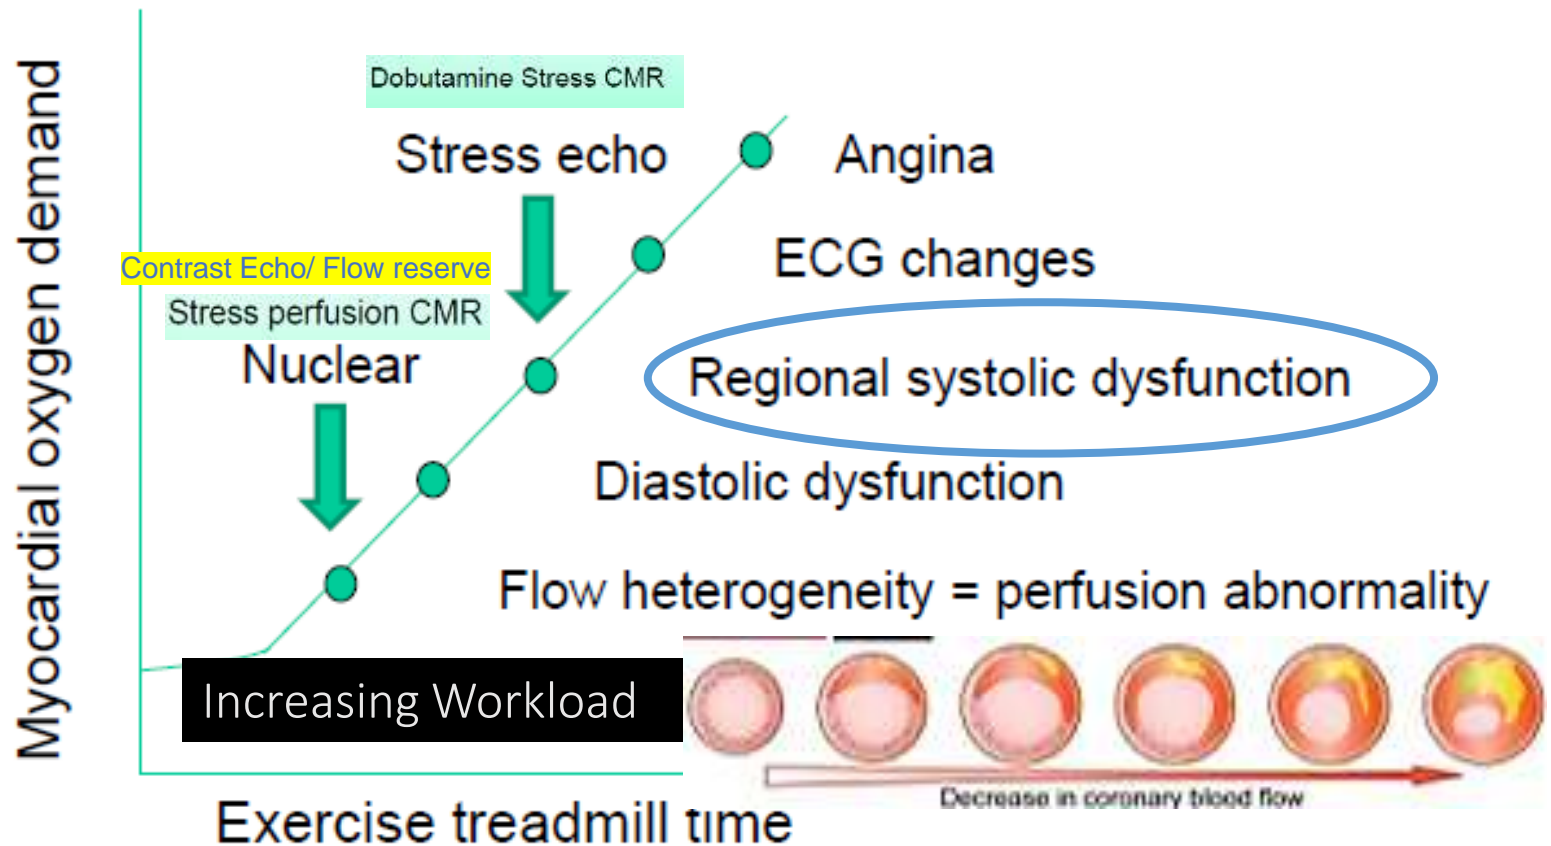 Myocardial oxygen demand
Dobutamine Stress CMR
Stress echo
Angina
Contrast Echo/ Flow reserve
ECG changes
Stress perfusion CMR
Nuclear
Regional systolic dysfunction
Diastolic dysfunction
Flow heterogeneity = perfusion abnormality
Increasing Workload
Decrease in coronary blood flow
Exercise treadmill time